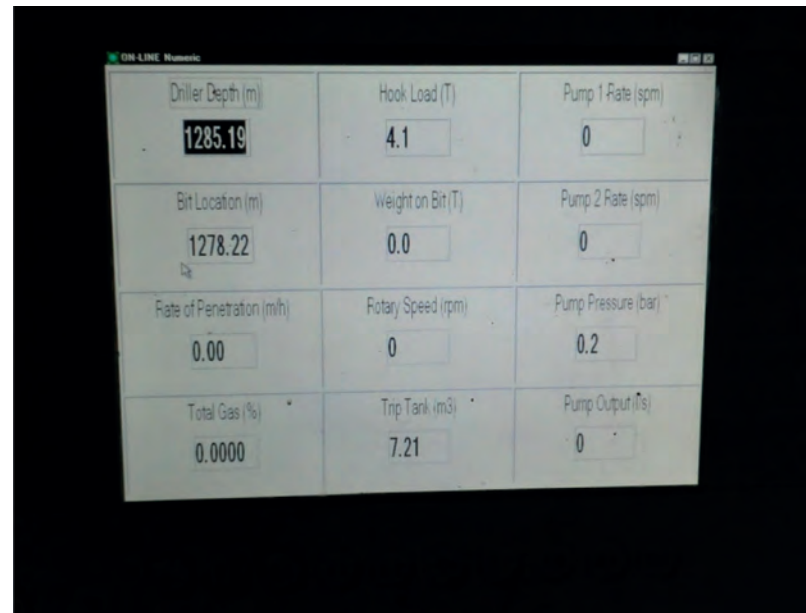 ON-LINE Numeric
Driller Depth (m)
1285.19
Hook Load (T)
4.1
Pump 1 Rate (spm)
0
Bit Location (m)
1278.22
Weight on Bit (T)
0.0
Pump 2 Rate (spm)
0
Rate of Penetration (m/h)
0.00
Rotary Speed (rpm)
0
Pump Pressure (bar)
0.2
Total Gas (%)
0.0000
Trip Tank (m3)
7.21
Pump Output (l/s)
0